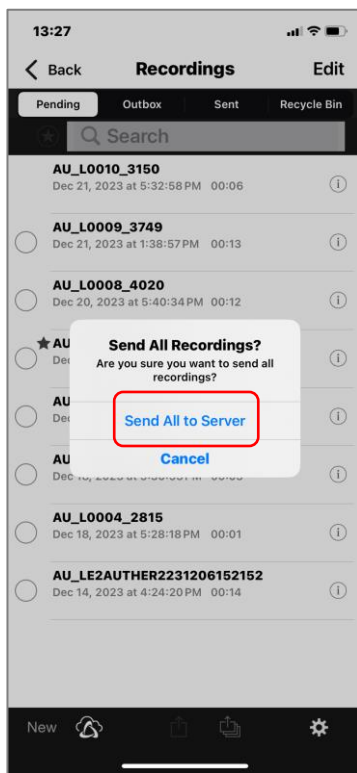 13:27
Back Recordings Edit
Pending Outbox Sent Recycle Bin
Search
AU_L0010_3150
Dec 21, 2023 at 5:32:58 PM 00:06
AU_L0009_3749
Dec 21, 2023 at 1:38:57 PM 00:13
AU_L0008_4020
Dec 20, 2023 at 5:40:34 PM 00:12
AU
Send All Recordings?
Are you sure you want to send all
recordings?
AU
Send All to Server
AU
Cancel
AU_L0004_2815
Dec 18, 2023 at 5:28:18 PM 00:01
AU_LE2AUTHER2231206152152
Dec 14, 2023 at 4:24:20 PM 00:14
New